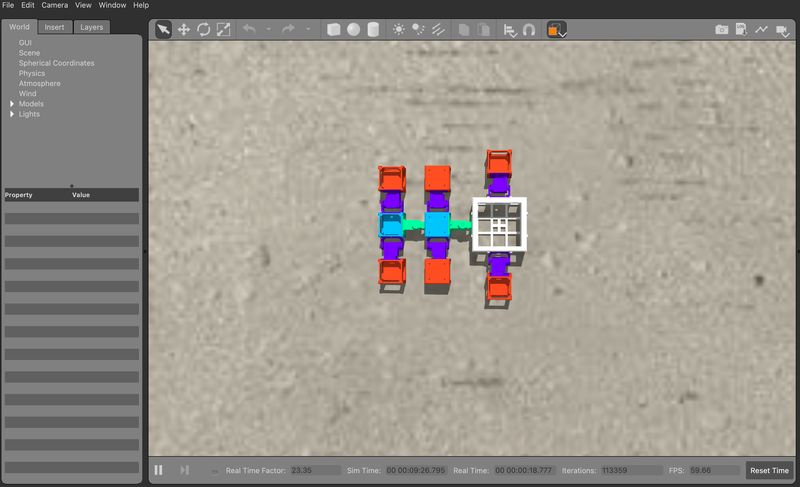 File Edit Camera View Window Help
World Insert Layers
GUI
Scene
Spherical Coordinates
Physics
Atmosphere
Wind
Models
Lights
Property Value
Real Time Factor: 23.35 Sim Time: 00 00:09:26.795 Real Time: 00 00:00:18.777 Iterations: 113359 FPS: 59.66 Reset Time